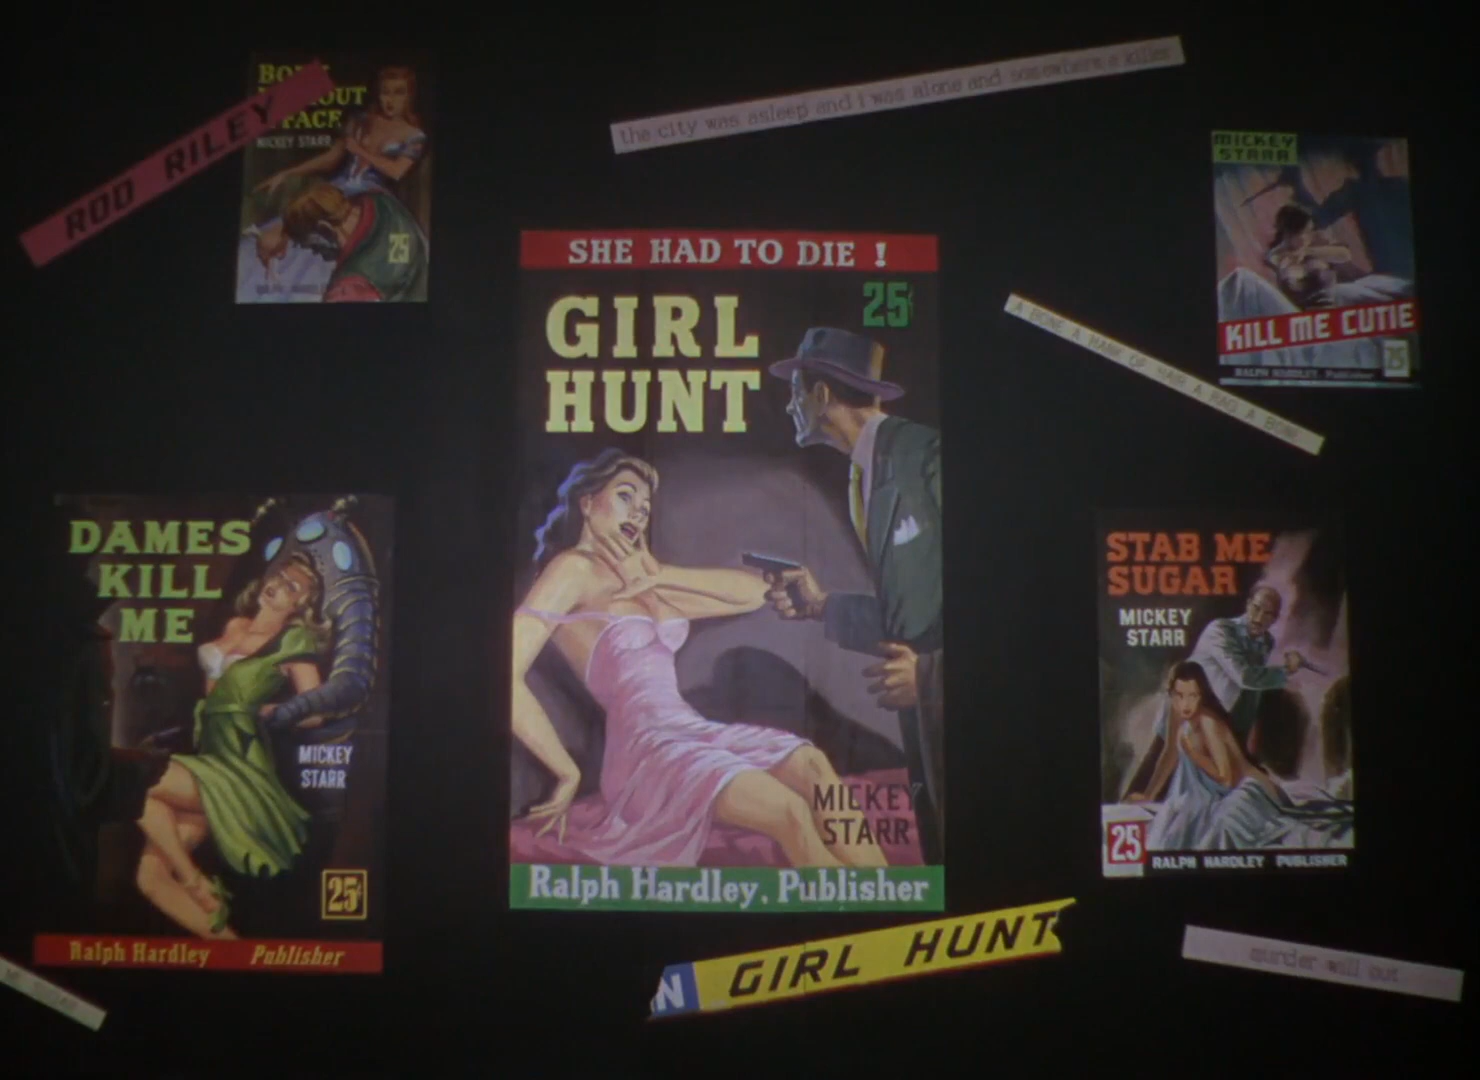 ROD RILEY
BODY
OUT
FACE
MICKEY STARR
25¢
the city was asleep and i was alone and somewhere a killer
MICKEY
STARR
KILL ME CUTIE
25
RALPH HARDLEY, Publisher
SHE HAD TO DIE !
25¢
GIRL
HUNT
MICKEY
STARR
Ralph Hardley, Publisher
A BONE A HANK OF HAIR A RAG A BONE
DAMES
KILL
ME
MICKEY
STARR
25¢
Ralph Hardley Publisher
STAB ME
SUGAR
MICKEY
STARR
25
RALPH HARDLEY PUBLISHER
N GIRL HUNT
murder will out